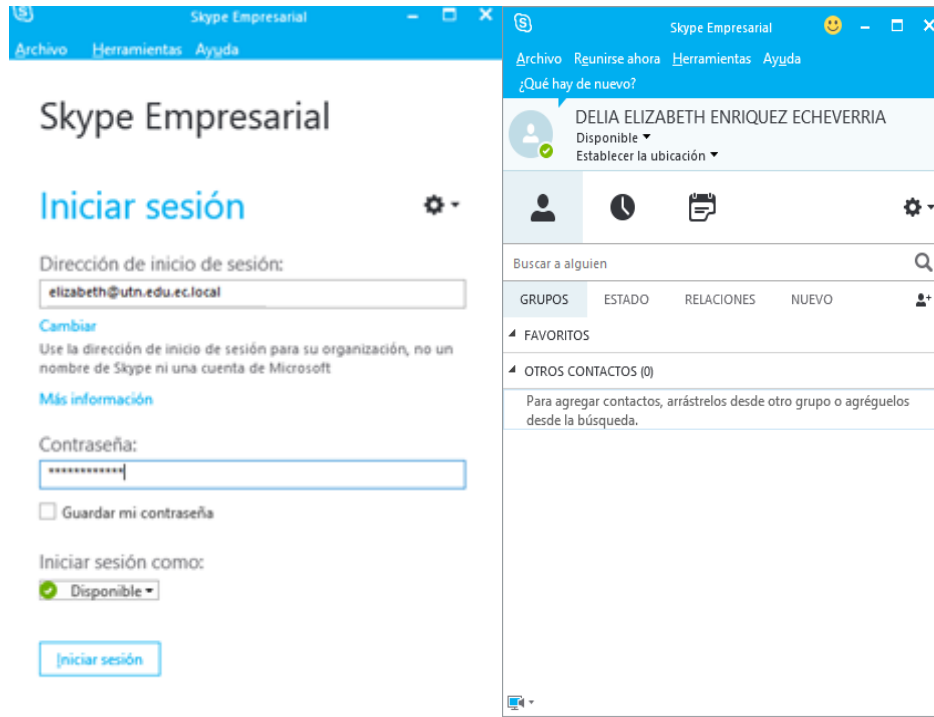 Skype Empresarial
Archivo Herramientas Ayuda
Skype Empresarial
Iniciar sesión
Dirección de inicio de sesión:
elizabeth@utn.edu.ec.local
Cambiar
Use la dirección de inicio de sesión para su organización, no un
nombre de Skype ni una cuenta de Microsoft
Más información
Contraseña:
************
Guardar mi contraseña
Iniciar sesión como:
Disponible
Iniciar sesión
Skype Empresarial
Archivo Reunirse ahora Herramientas Ayuda
¿Qué hay de nuevo?
DELIA ELIZABETH ENRIQUEZ ECHEVERRIA
Disponible
Establecer la ubicación
Buscar a alguien
GRUPOS ESTADO RELACIONES NUEVO
FAVORITOS
OTROS CONTACTOS (0)
Para agregar contactos, arrástrelos desde otro grupo o agréguelos
desde la búsqueda.